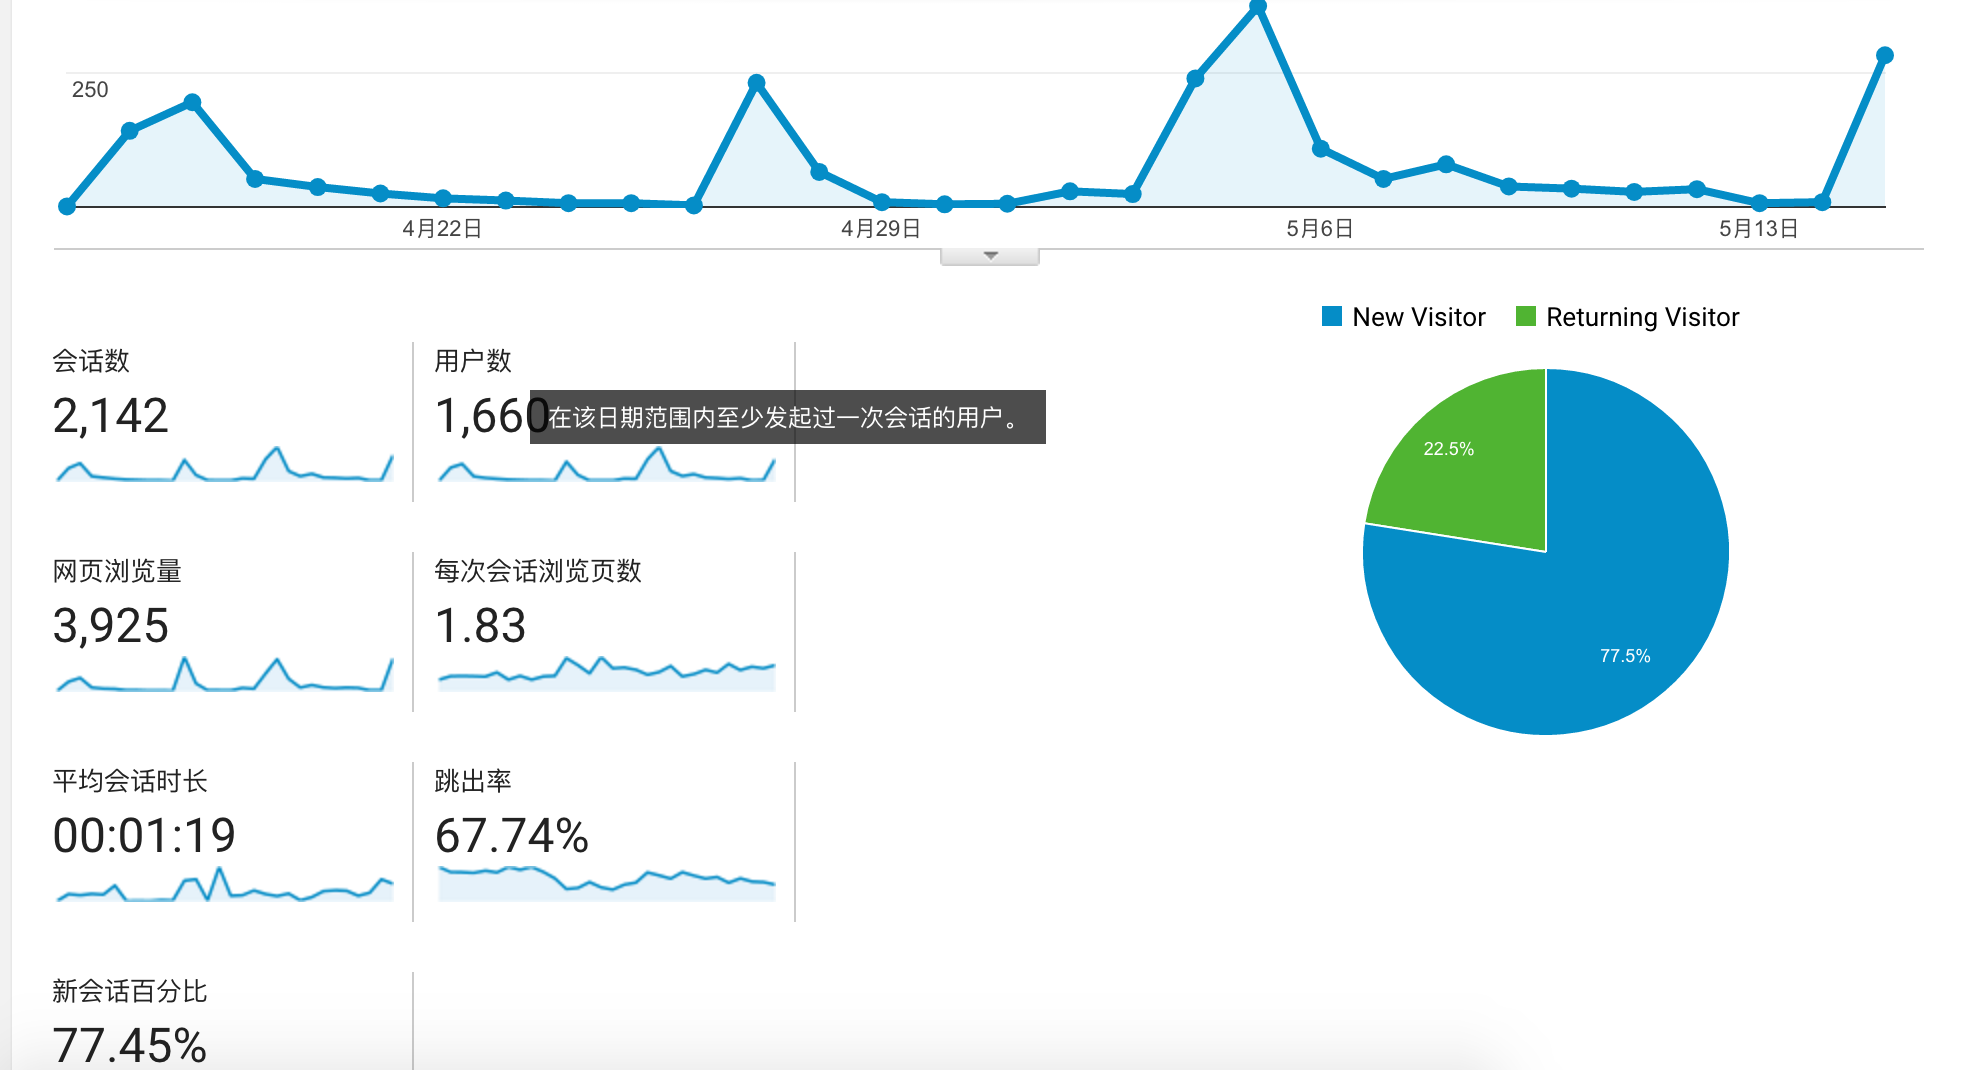 250
4月22日
4月29日
5月6日
5月13日
New Visitor
Returning Visitor
会话数
2,142
用户数
1,660
在该日期范围内至少发起过一次会话的用户。
22.5%
77.5%
网页浏览量
3,925
每次会话浏览页数
1.83
平均会话时长
00:01:19
跳出率
67.74%
新会话百分比
77.45%